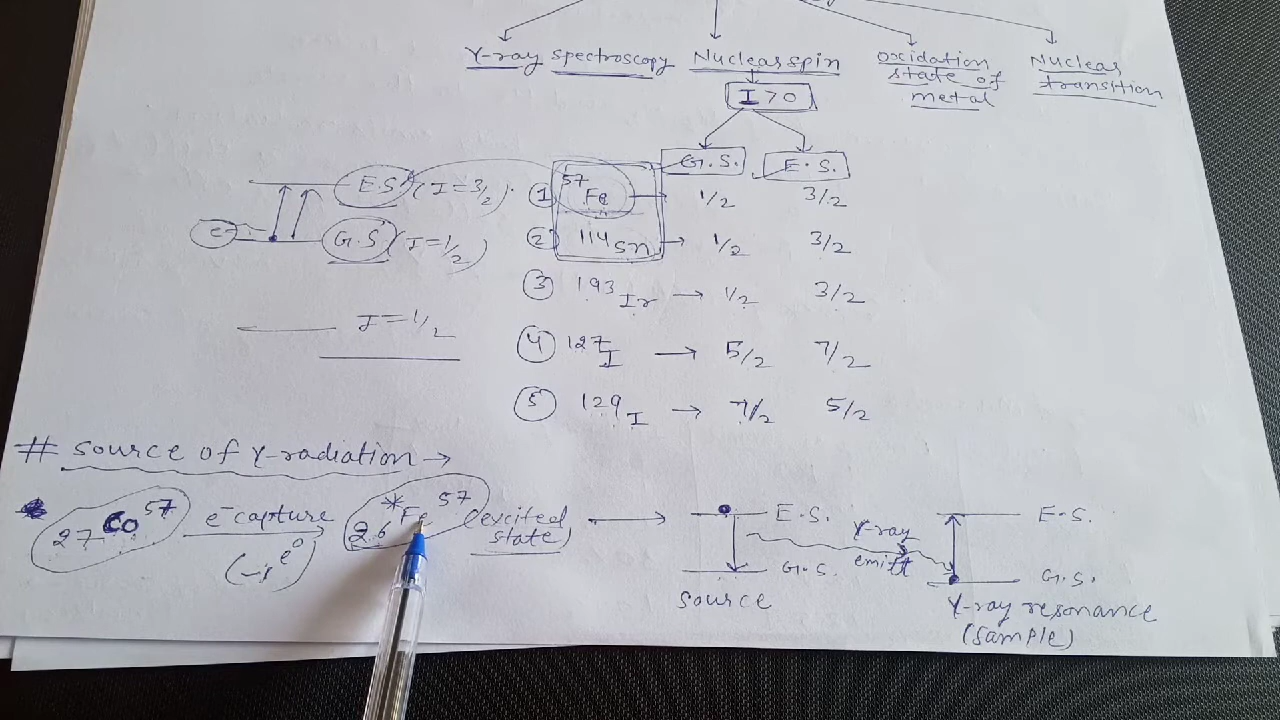 γ-ray spectroscopy
Nuclear spin
oxidation state of metal
Nuclear transition
I > 0
G.S. E.S.
① 57Fe → 1/2 3/2
② 114Sn → 1/2 3/2
③ 193Ir → 1/2 3/2
④ 127I → 5/2 7/2
⑤ 129I → 7/2 5/2
E.S (I = 3/2).
e- G.S (I = 1/2)
I = 1/2
# source of γ-radiation →
27Co57 e- capture (-1e0) *26Fe57 (excited state) →
E.S.
G.S.
source
γ-ray emitt
E.S.
G.S.
γ-ray resonance
(sample)